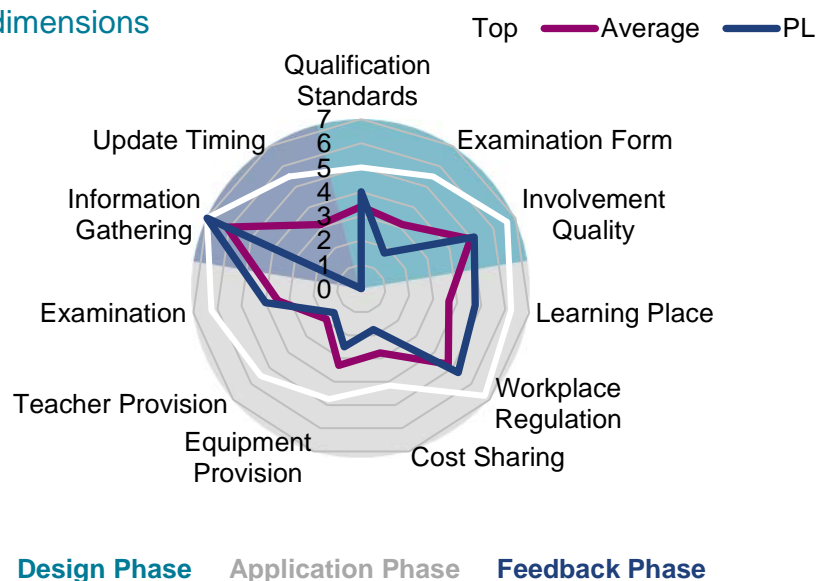 dimensions
Top Average PL
Qualification
Standards
7
6
5
4
3
2
1
0
Update Timing
Examination Form
Information
Gathering
Involvement
Quality
Examination
Learning Place
Teacher Provision
Workplace
Regulation
Equipment
Provision
Cost Sharing
Design Phase Application Phase Feedback Phase